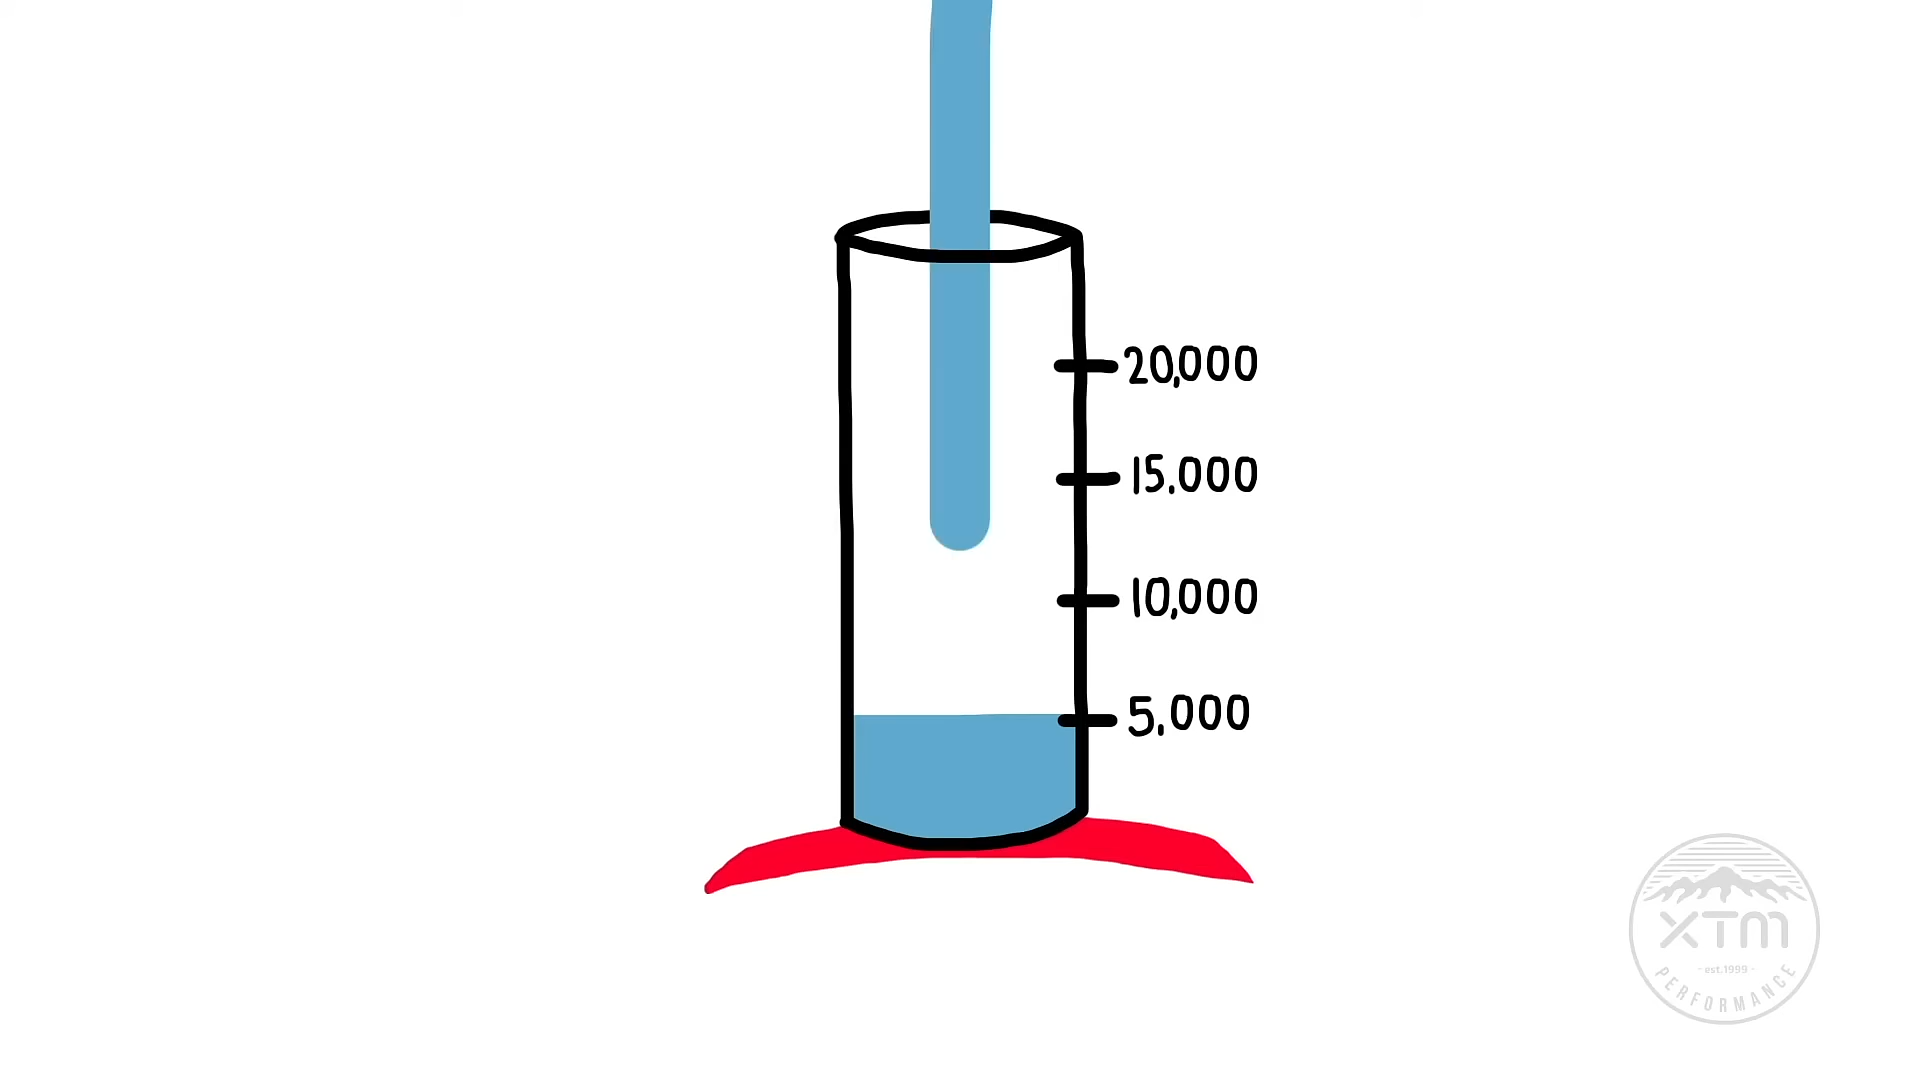 20,000
15,000
10,000
5,000
XTM
- est.1999 -
PERFORMANCE